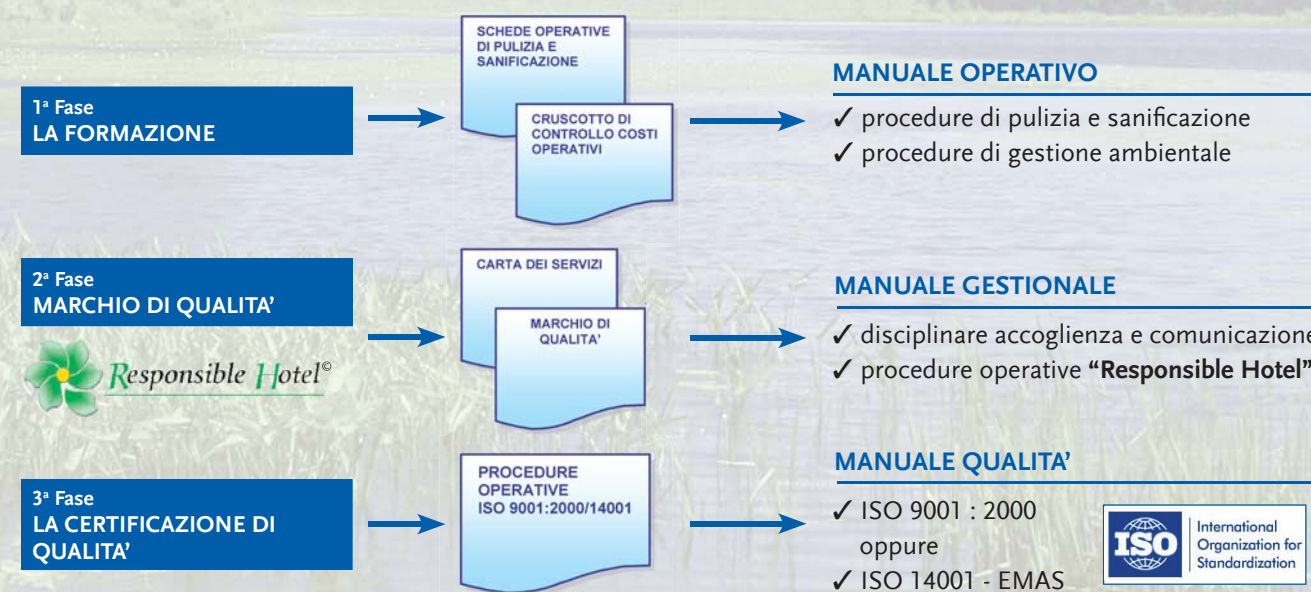 1ª Fase
LA FORMAZIONE
SCHEDE OPERATIVE
DI PULIZIA E
SANIFICAZIONE
CRUSCOTTO DI
CONTROLLO COSTI
OPERATIVI
MANUALE OPERATIVO
✓ procedure di pulizia e sanificazione
✓ procedure di gestione ambientale
2ª Fase
MARCHIO DI QUALITA’
Responsible Hotel©
CARTA DEI SERVIZI
MARCHIO DI
QUALITA'
MANUALE GESTIONALE
✓ disciplinare accoglienza e comunicazione
✓ procedure operative “Responsible Hotel”
3ª Fase
LA CERTIFICAZIONE DI
QUALITA’
PROCEDURE
OPERATIVE
ISO 9001:2000/14001
MANUALE QUALITA’
✓ ISO 9001 : 2000
oppure
✓ ISO 14001 - EMAS
ISO
International
Organization for
Standardization